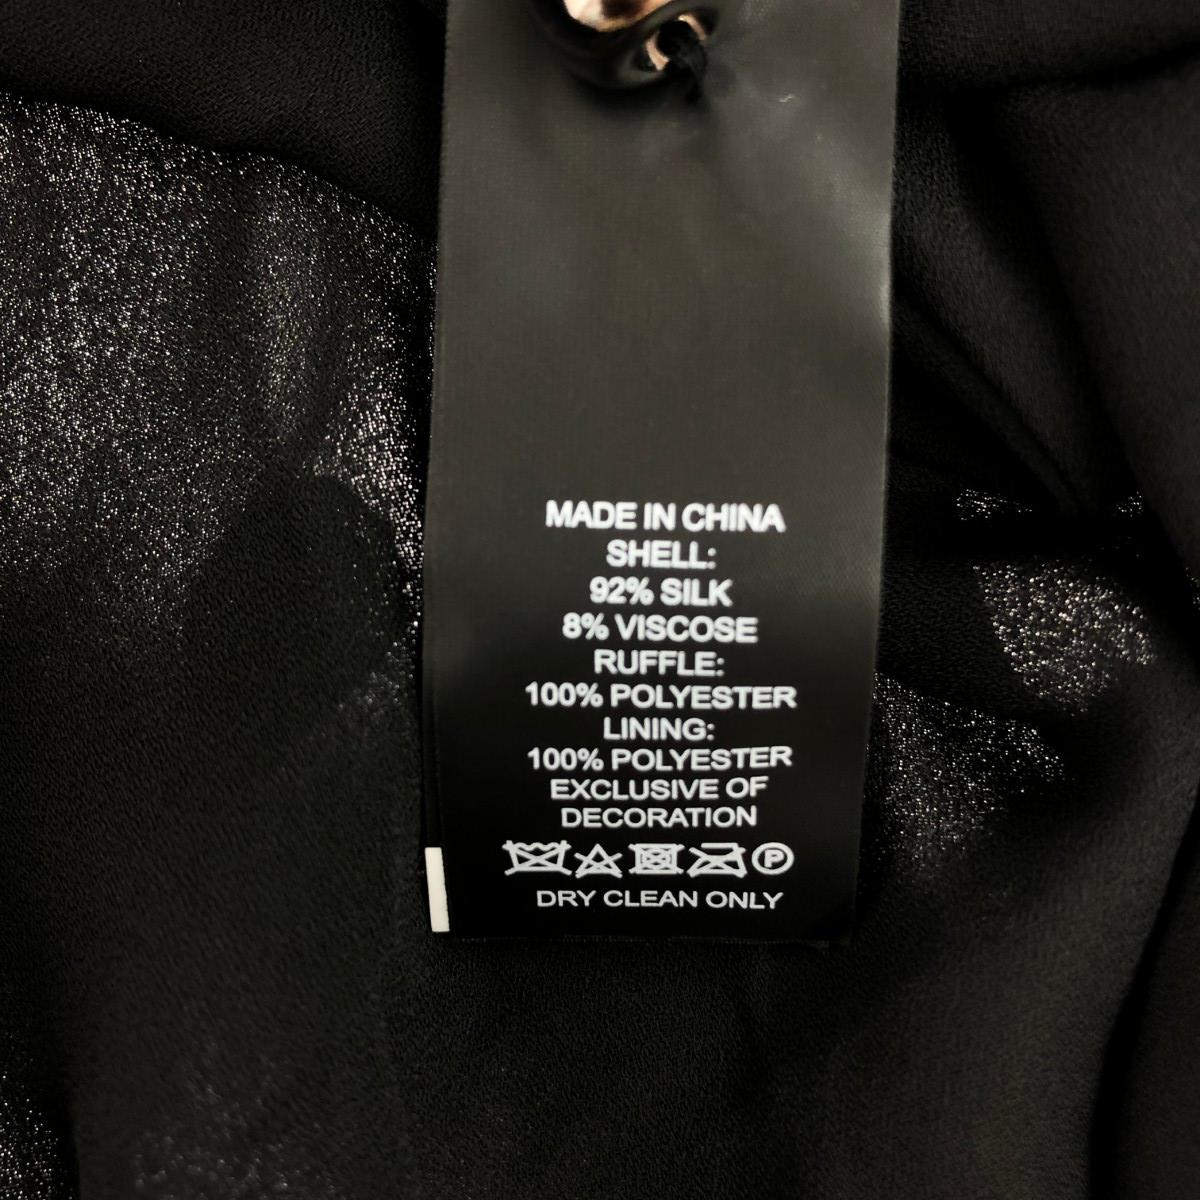 MADE IN CHINA
SHELL:
92% SILK
8% VISCOSE
RUFFLE:
100% POLYESTER
LINING:
100% POLYESTER
EXCLUSIVE OF
DECORATION
P
DRY CLEAN ONLY